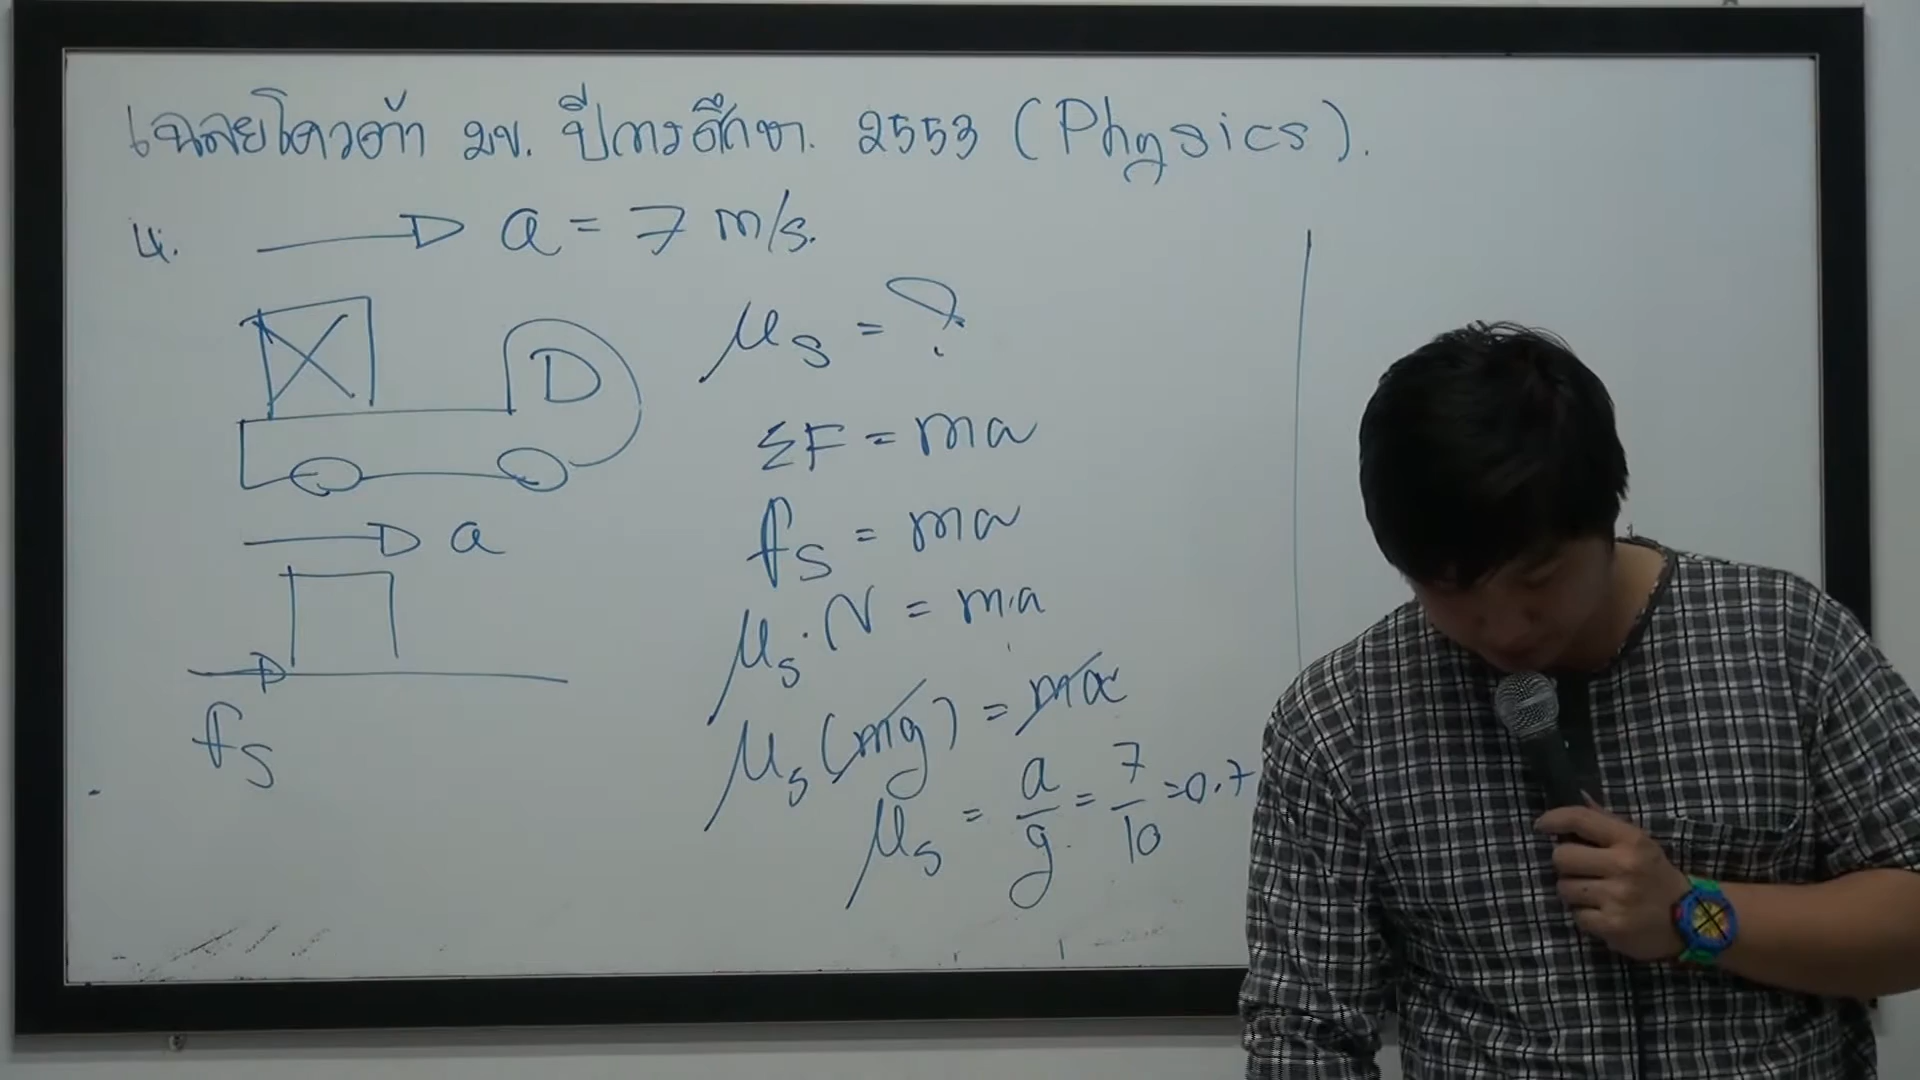 เฉลยโควต้า มข. ปีการศึกษา. 2553 (Physics).
4. a = 7 m/s.
D
μs = ?
ΣF = ma
a
fs = ma
μs · N = m·a
fs
μs (mg) = ma
μs = a/g = 7/10 = 0.7